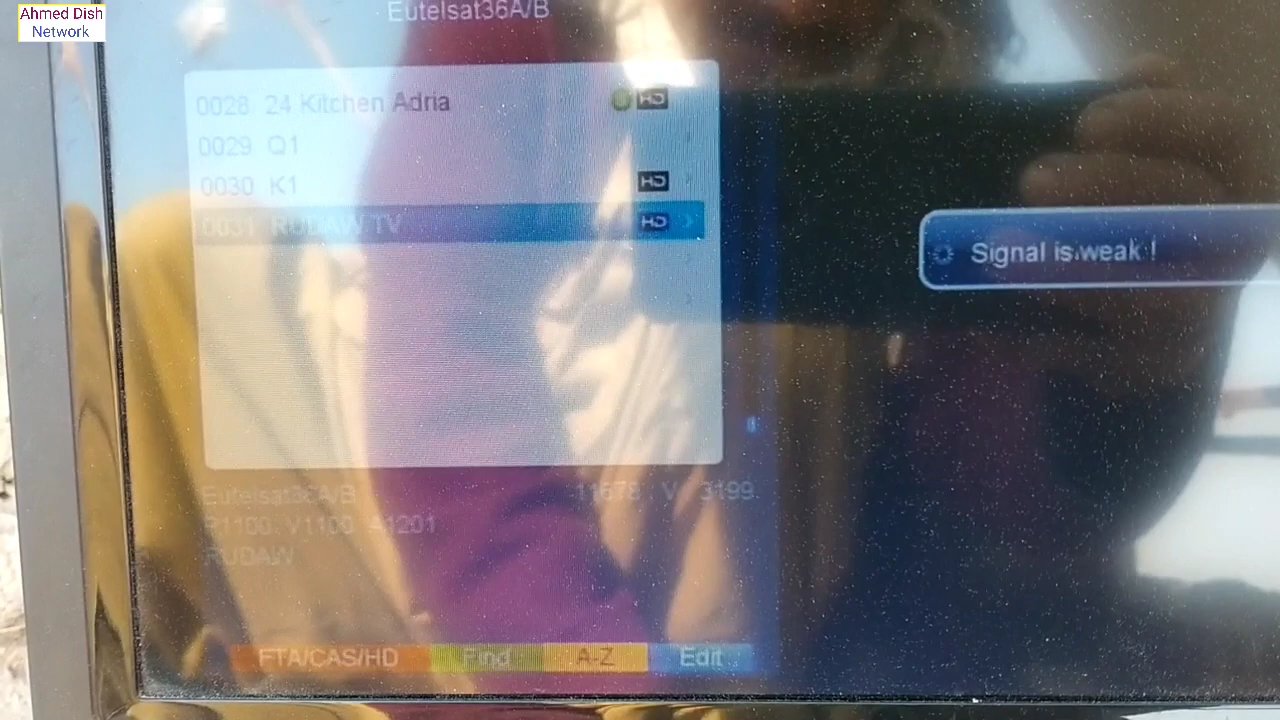 Ahmed Dish
Network
Eutelsat36A/B
0028 24 Kitchen Adria HD
0029 Q1
0030 K1 HD
0031 RUDAW TV HD
Signal is weak !
Eutelsat36A/B 11678 V 3199
P1100 V1100 A1201
RUDAW
FTA/CAS/HD Find A-Z Edit